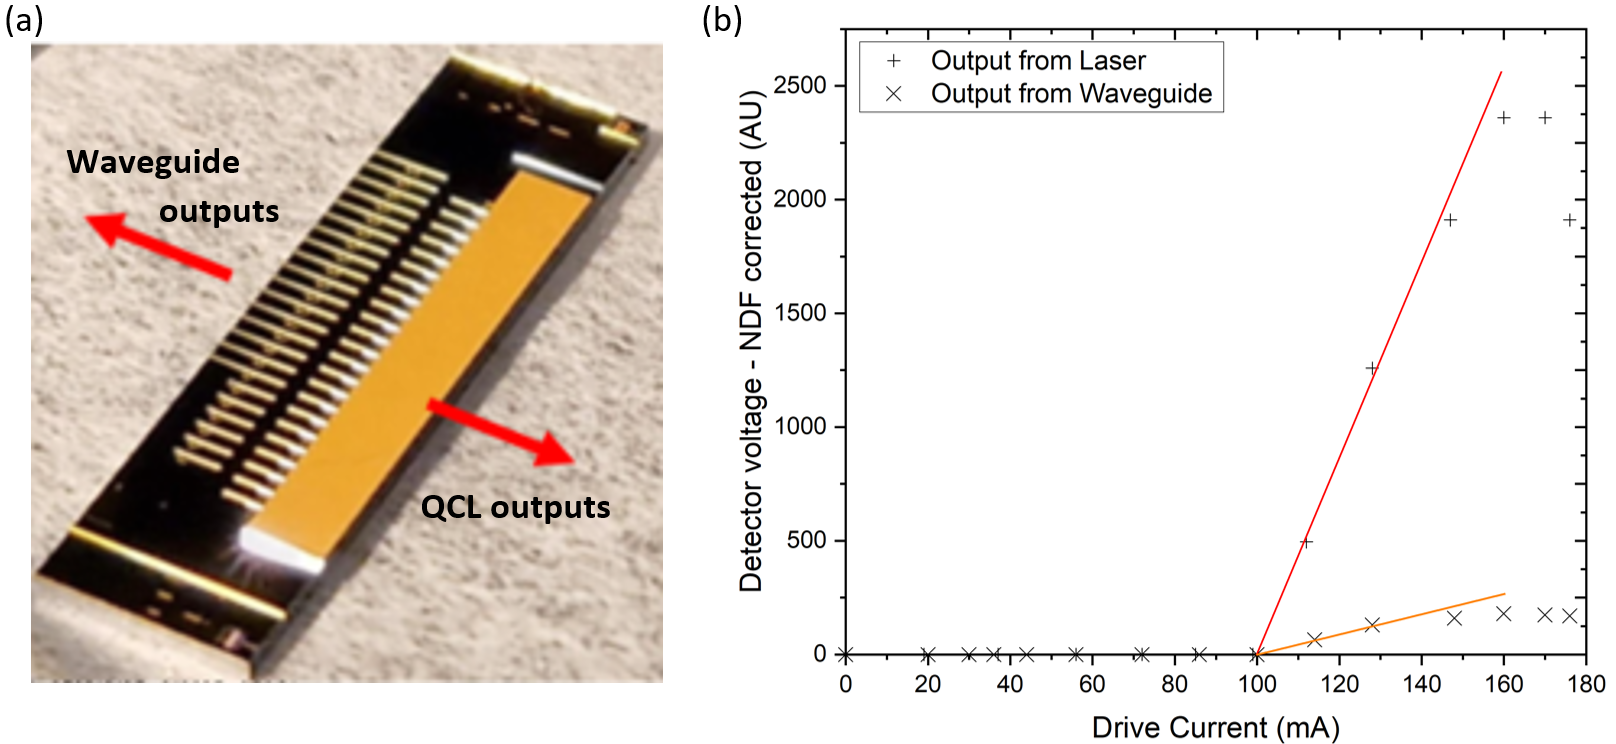 (a)
Waveguide
outputs
QCL outputs
(b)
Output from Laser
Output from Waveguide
Detector voltage - NDF corrected (AU)
2500
2000
1500
1000
500
0
0 20 40 60 80 100 120 140 160 180
Drive Current (mA)